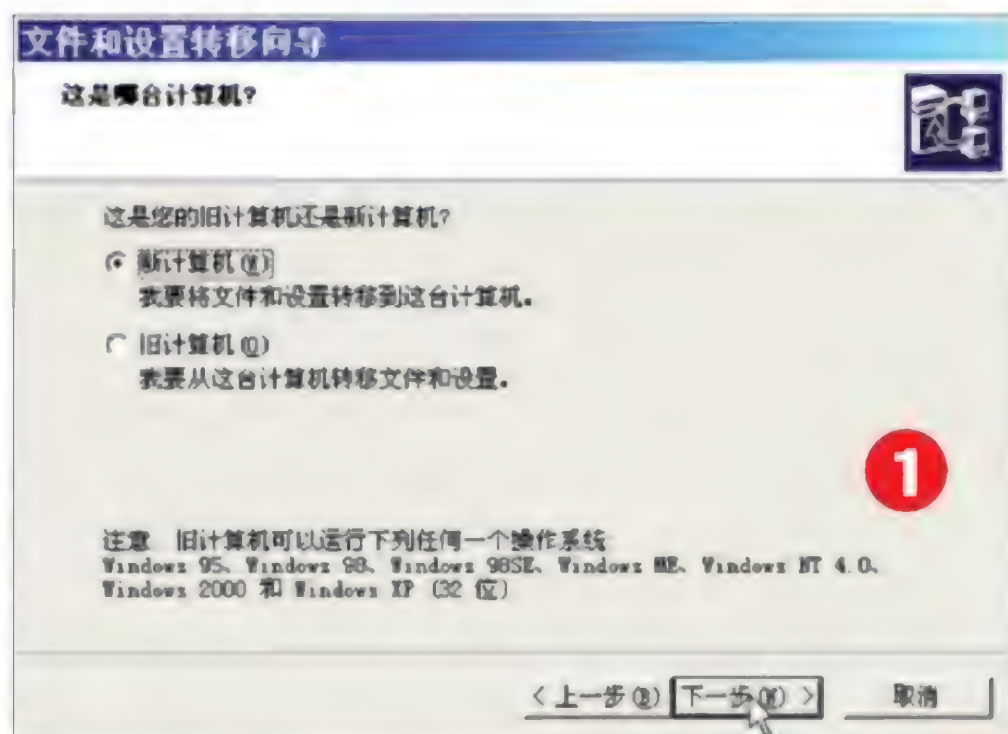 文件和设置转移向导
这是哪台计算机?
这是您的旧计算机还是新计算机?
新计算机(N)
我要将文件和设置转移到这台计算机。
旧计算机(O)
我要从这台计算机转移文件和设置。
1
注意 旧计算机可以运行下列任何一个操作系统
Windows 95、Windows 98、Windows 98SE、Windows ME、Windows NT 4.0、
Windows 2000 和 Windows XP (32 位)
< 上一步(B) 下一步(N) > 取消